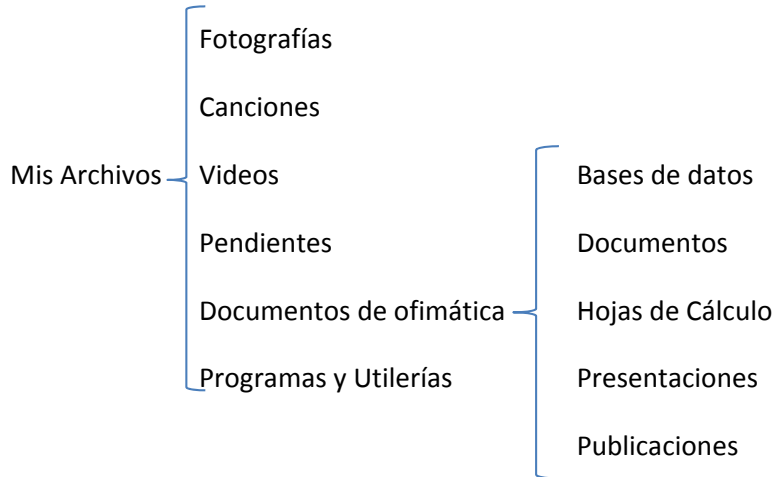 Mis Archivos
Fotografías
Canciones
Videos
Pendientes
Documentos de ofimática
Programas y Utilerías
Bases de datos
Documentos
Hojas de Cálculo
Presentaciones
Publicaciones